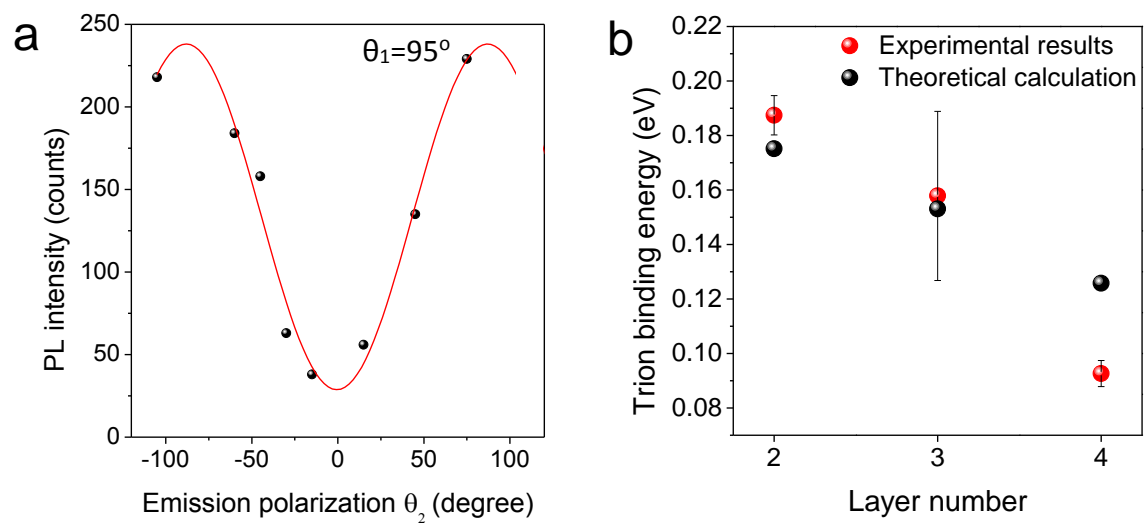 a
θ1=95o
250
200
150
100
50
0
PL intensity (counts)
-100 -50 0 50 100
Emission polarization θ2 (degree)
b
Experimental results
Theoretical calculation
0.22
0.20
0.18
0.16
0.14
0.12
0.10
0.08
Trion binding energy (eV)
2 3 4
Layer number